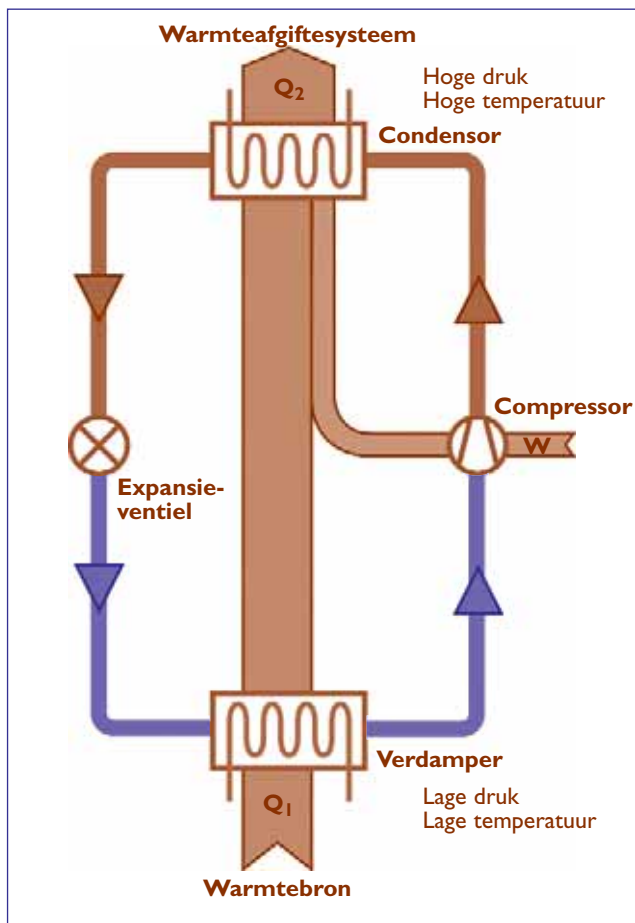 Warmteafgiftesysteem
Q₂
Hoge druk
Hoge temperatuur
Condensor
Compressor
W
Expansie-
ventiel
Verdamper
Q₁
Lage druk
Lage temperatuur
Warmtebron